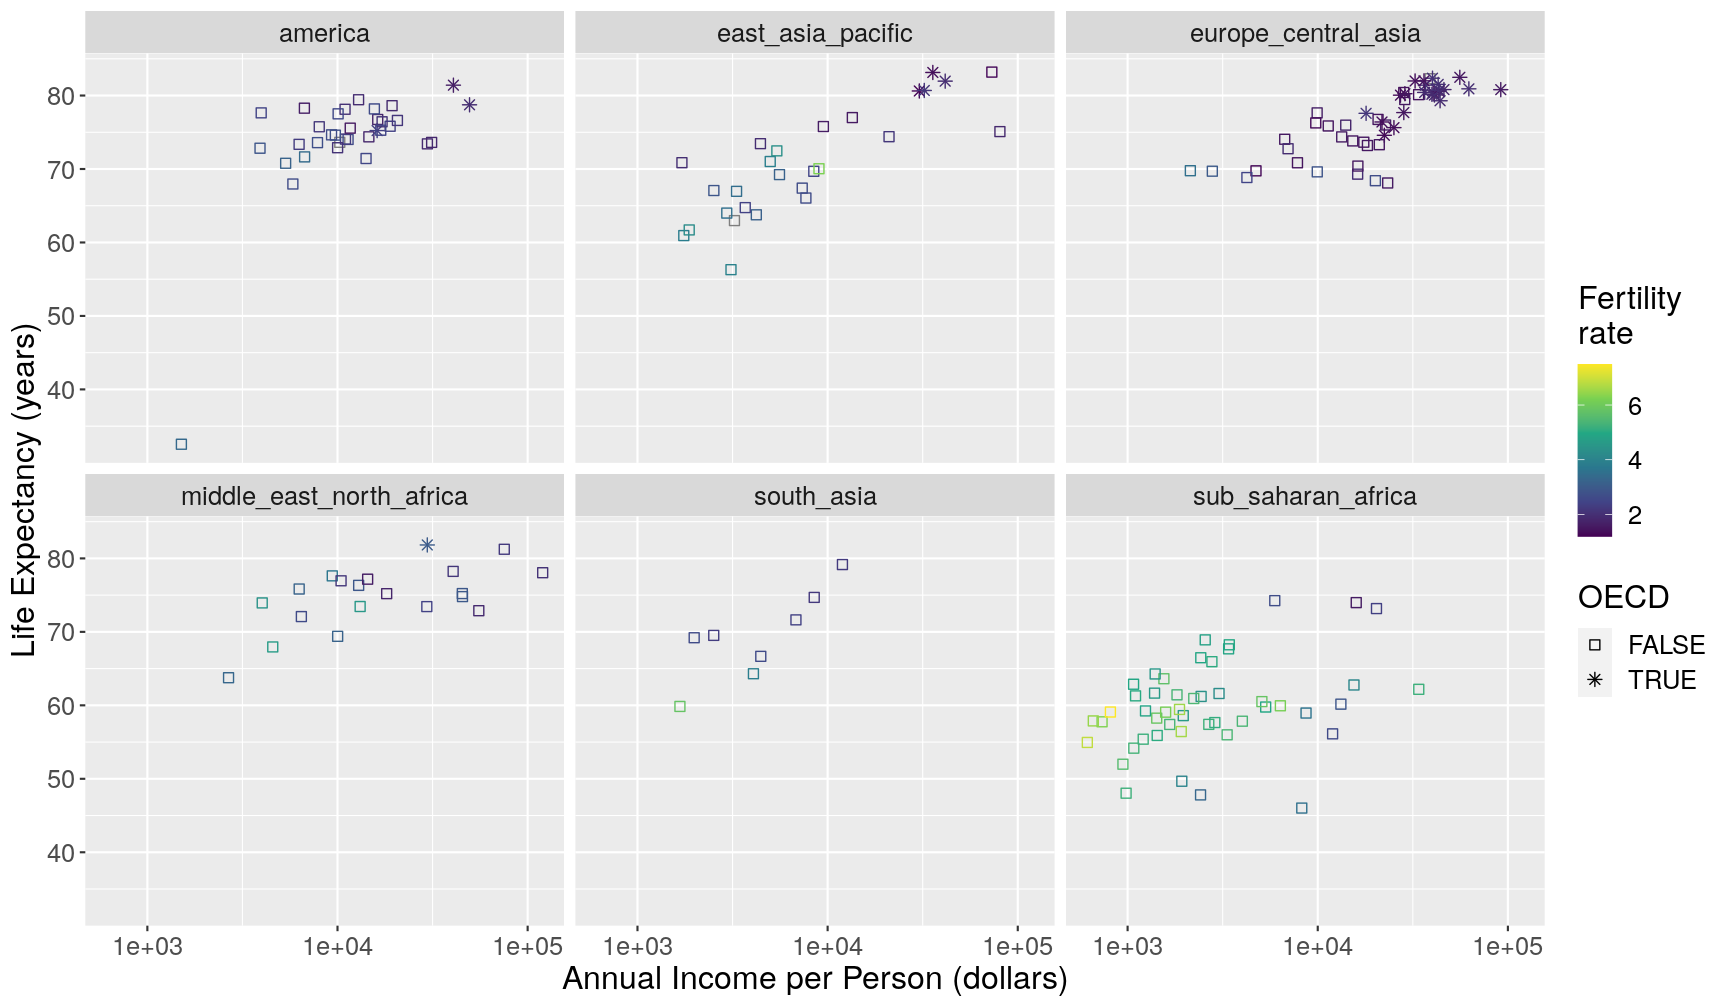 america east_asia_pacific europe_central_asia
80
70
60
50
40
middle_east_north_africa south_asia sub_saharan_africa
80
70
60
50
40
1e+03 1e+04 1e+05 1e+03 1e+04 1e+05 1e+03 1e+04 1e+05
Annual Income per Person (dollars)
Life Expectancy (years)
Fertility
rate
6
4
2
OECD
FALSE
TRUE